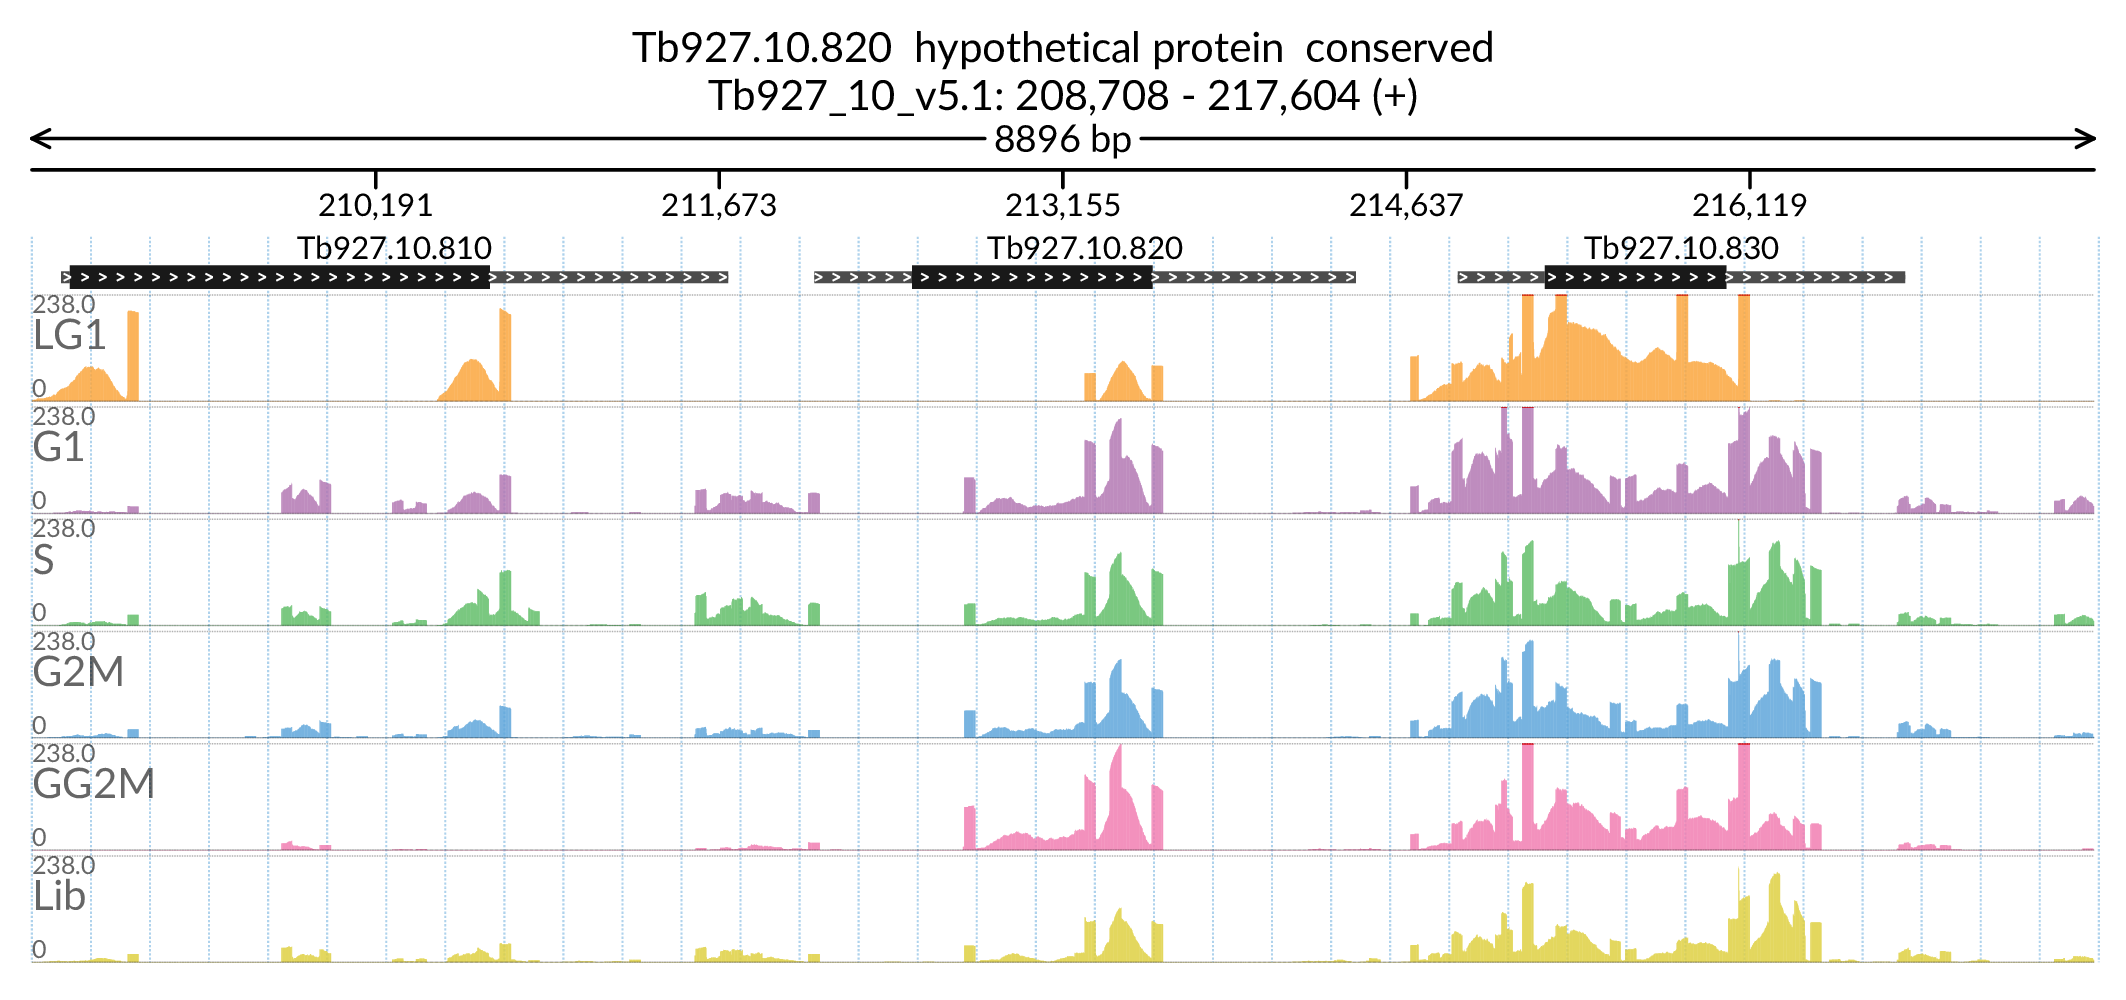 Tb927.10.820 hypothetical protein conserved
Tb927_10_v5.1: 208,708 - 217,604 (+)
8896 bp
210,191 211,673 213,155 214,637 216,119
Tb927.10.810 Tb927.10.820 Tb927.10.830
238.0
LG1
0
238.0
G1
0
238.0
S
0
238.0
G2M
0
238.0
GG2M
0
238.0
Lib
0